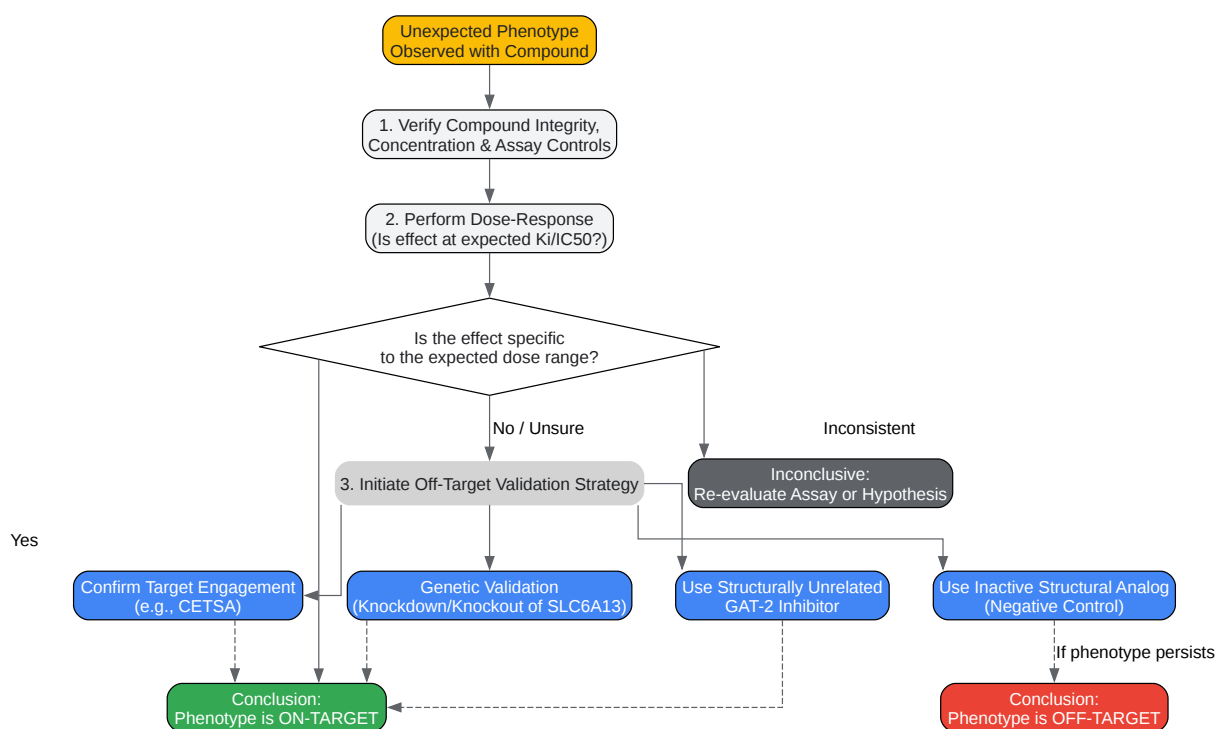 Unexpected Phenotype
Observed with Compound
1. Verify Compound Integrity,
Concentration & Assay Controls
2. Perform Dose-Response
(Is effect at expected Ki/IC50?)
Is the effect specific
to the expected dose range?
No / Unsure
Inconsistent
3. Initiate Off-Target Validation Strategy
Inconclusive:
Re-evaluate Assay or Hypothesis
Yes
Confirm Target Engagement
(e.g., CETSA)
Genetic Validation
(Knockdown/Knockout of SLC6A13)
Use Structurally Unrelated
GAT-2 Inhibitor
Use Inactive Structural Analog
(Negative Control)
If phenotype persists
Conclusion:
Phenotype is ON-TARGET
Conclusion:
Phenotype is OFF-TARGET